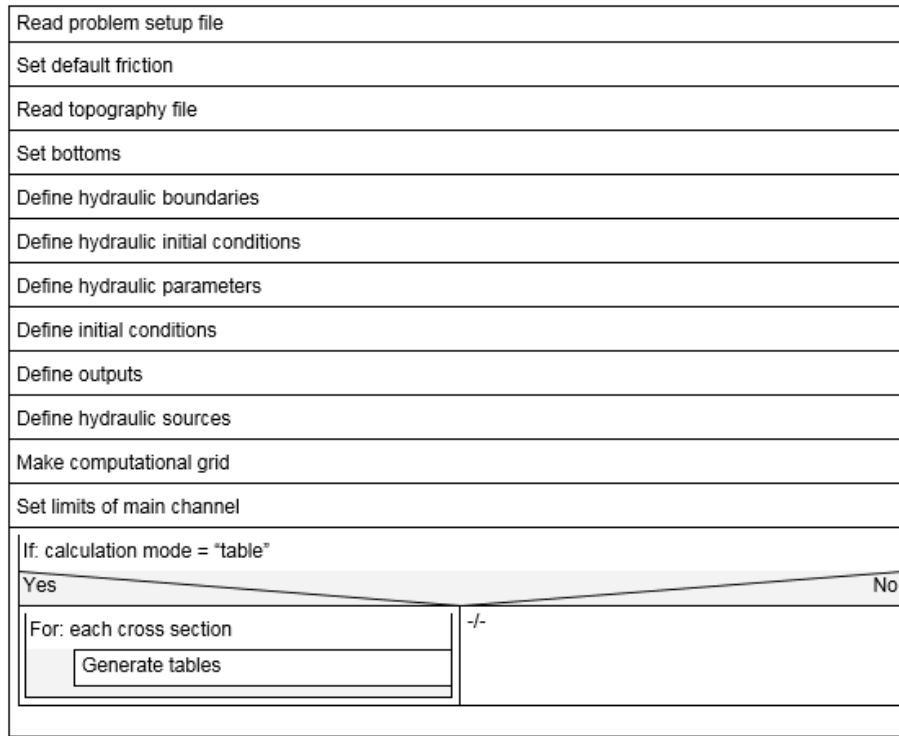 Read problem setup file
Set default friction
Read topography file
Set bottoms
Define hydraulic boundaries
Define hydraulic initial conditions
Define hydraulic parameters
Define initial conditions
Define outputs
Define hydraulic sources
Make computational grid
Set limits of main channel
If: calculation mode = “table”
Yes No
For: each cross section -/-
Generate tables